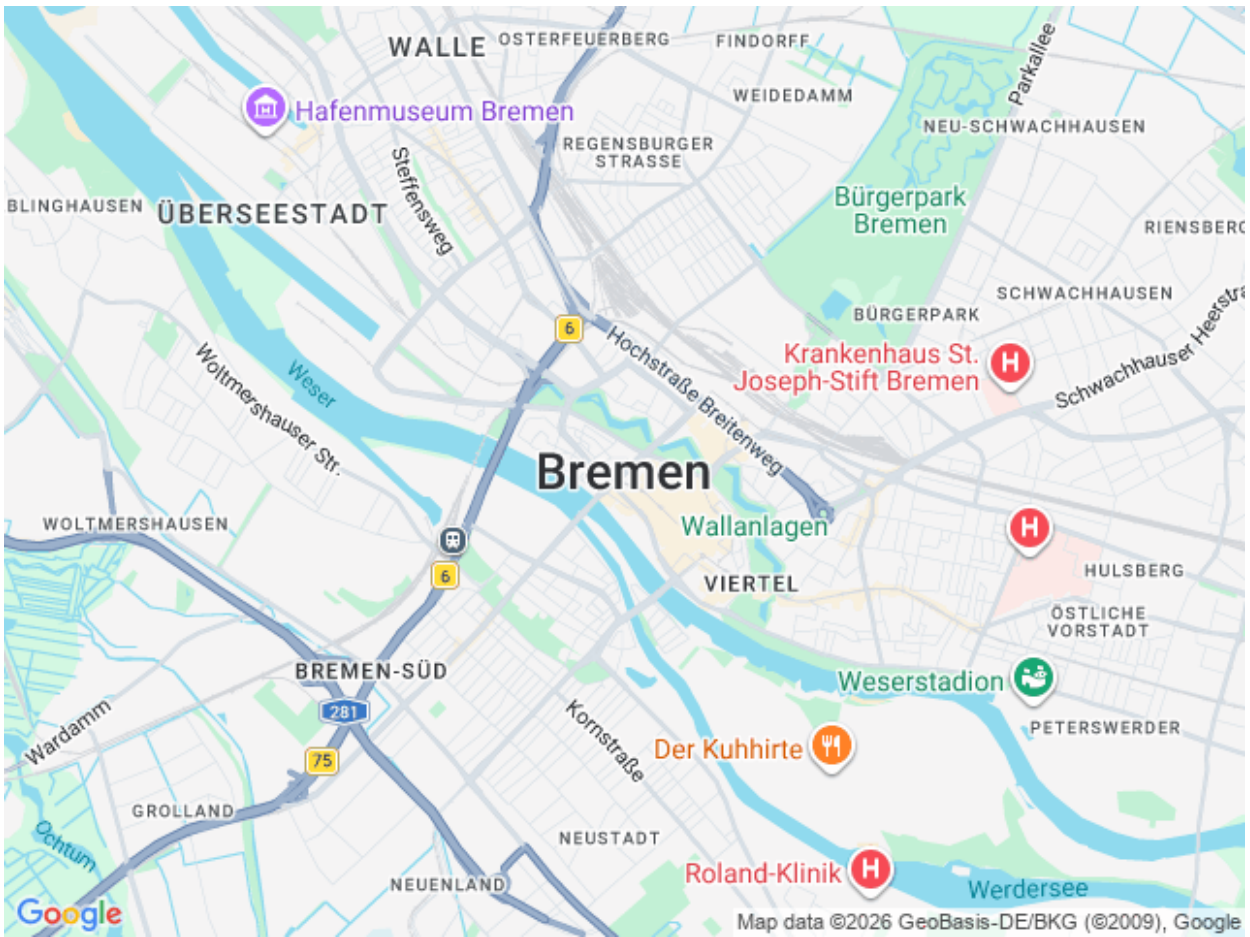 WALLE
OSTERFEUERBERG
FINDORFF
Parkallee
WEIDEDAMM
Hafenmuseum Bremen
NEU-SCHWACHHAUSEN
REGENSBURGER
STRASSE
Steffensweg
Bürgerpark
Bremen
BLINGHAUSEN
ÜBERSEESTADT
RIENSBERG
SCHWACHHAUSEN
BÜRGERPARK
6
Hochstraße Breitenweg
Krankenhaus St.
Joseph-Stift Bremen
H
Schwachhauser Heerstra
Woltmershauser Str.
Weser
Bremen
WOLTMERSHAUSEN
Wallanlagen
H
6
VIERTEL
HULSBERG
ÖSTLICHE
VORSTADT
BREMEN-SÜD
Weserstadion
281
Wardamm
Kornstraße
PETERSWERDER
Der Kuhhirte
75
GROLLAND
NEUSTADT
Ochtum
Roland-Klinik
H
NEUENLAND
Werdersee
Google
Map data ©2026 GeoBasis-DE/BKG (©2009), Google